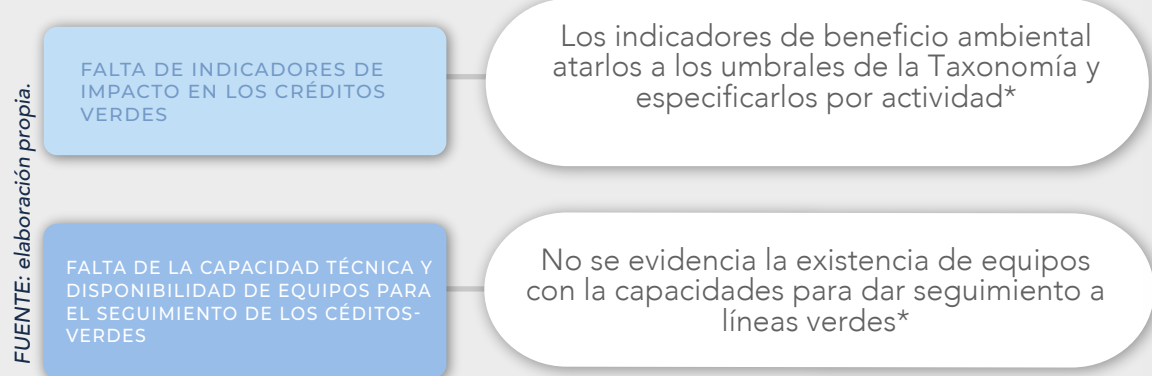 FALTA DE INDICADORES DE
IMPACTO EN LOS CRÉDITOS
VERDES
Los indicadores de beneficio ambiental
atarlos a los umbrales de la Taxonomía y
especificarlos por actividad*
FALTA DE LA CAPACIDAD TÉCNICA Y
DISPONIBILIDAD DE EQUIPOS PARA
EL SEGUIMIENTO DE LOS CÉDITOS-
VERDES
No se evidencia la existencia de equipos
con la capacidades para dar seguimiento a
líneas verdes*
FUENTE: elaboración propia.